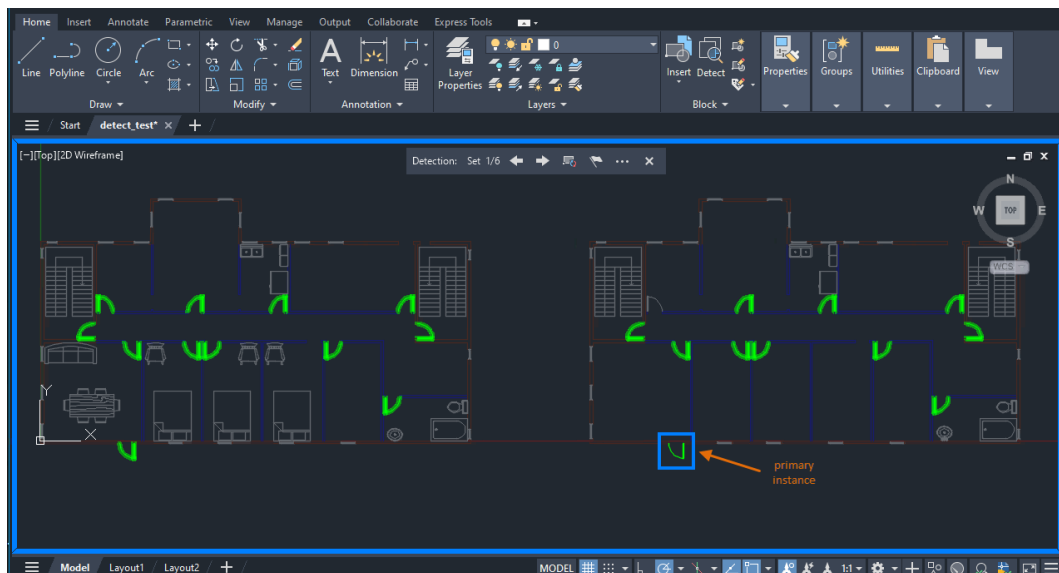 Home Insert Annotate Parametric View Manage Output Collaborate Express Tools
0
Line Polyline Circle Arc Text Dimension Layer Properties Insert Detect Properties Groups Utilities Clipboard View
Draw Modify Annotation Layers Block
Start detect_test*
[−][Top][2D Wireframe]
Detection: Set 1/6
N
W TOP E
S
WCS
Y
X
primary
instance
Model Layout1 Layout2
MODEL 1:1